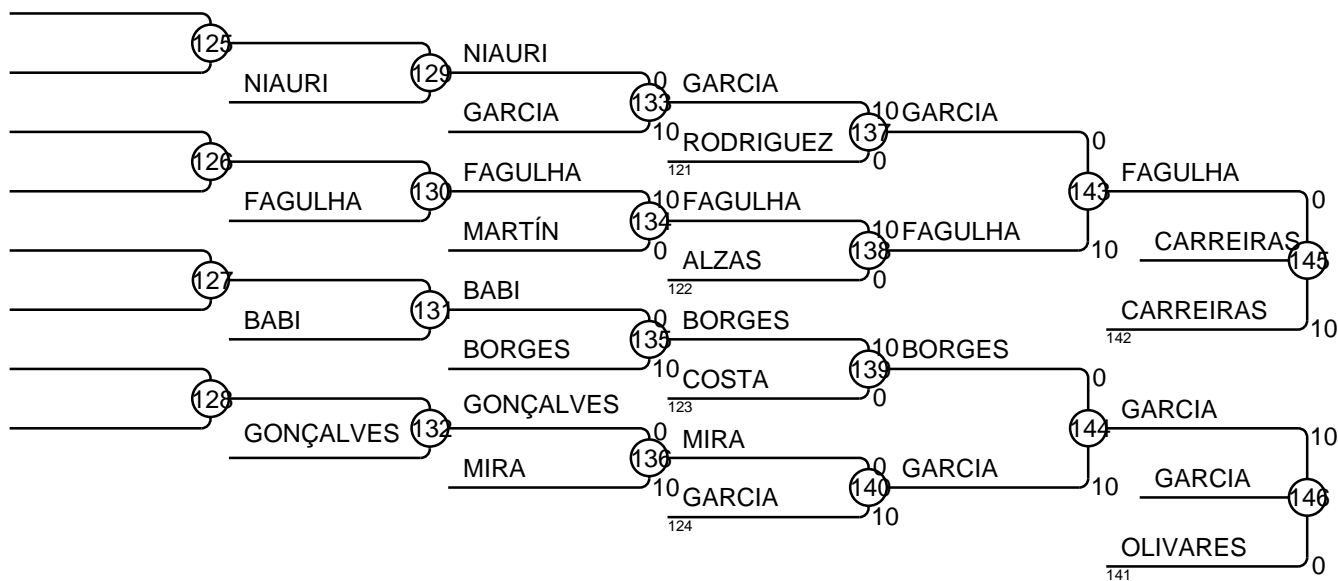 125
NIAURI
129
NIAURI
0
133
GARCIA
10
GARCIA
10
137
RODRIGUEZ
121
0
GARCIA
0
126
FAGULHA
130
FAGULHA
10
134
MARTÍN
0
FAGULHA
10
138
ALZAS
122
0
FAGULHA
10
143
FAGULHA
0
CARREIRAS
145
CARREIRAS
142
10
127
BABI
131
BABI
0
135
BORGES
10
BORGES
10
139
COSTA
123
0
BORGES
0
128
GONÇALVES
132
GONÇALVES
0
136
MIRA
10
MIRA
0
140
GARCIA
124
10
GARCIA
10
144
GARCIA
10
GARCIA
146
OLIVARES
141
0